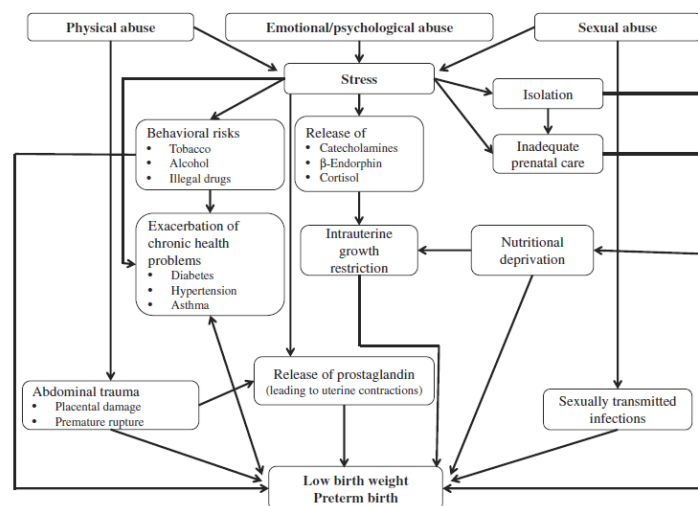 Physical abuse
Emotional/psychological abuse
Sexual abuse
Stress
Isolation
Behavioral risks
• Tobacco
• Alcohol
• Illegal drugs
Release of
• Catecholamines
• β-Endorphin
• Cortisol
Inadequate
prenatal care
Exacerbation of
chronic health
problems
• Diabetes
• Hypertension
• Asthma
Intrauterine
growth
restriction
Nutritional
deprivation
Abdominal trauma
• Placental damage
• Premature rupture
Release of prostaglandin
(leading to uterine contractions)
Sexually transmitted
infections
Low birth weight
Preterm birth